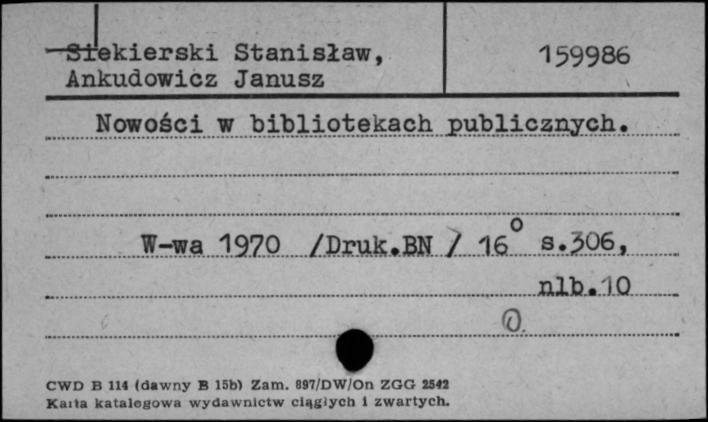 Siekierski Stanisław,
Ankudowicz Janusz
159986
Nowości w bibliotekach publicznych.
W-wa 1970 /Druk.BN / 16° s.306,
nlb.10
CWD B 114 (dawny B 15b) Zam. 897/DW/On ZGG 2542
Karta katalogowa wydawnictw ciągłych i zwartych.